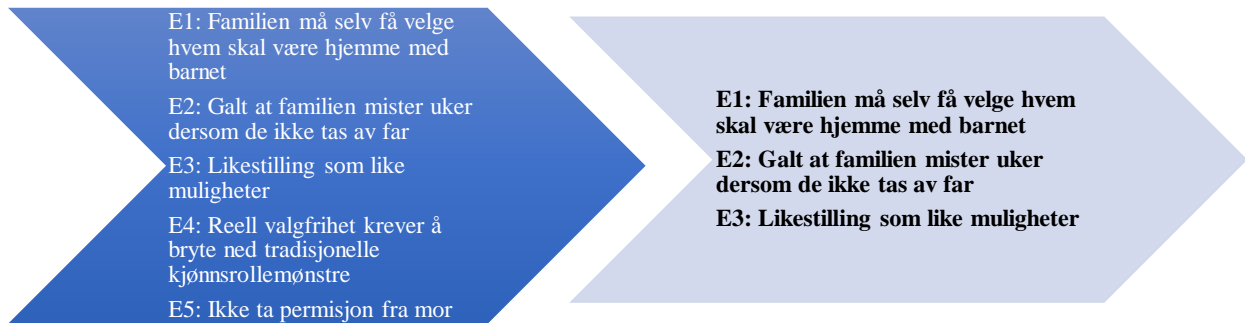 E1: Familien må selv få velge
hvem skal være hjemme med
barnet
E2: Galt at familien mister uker
dersom de ikke tas av far
E3: Likestilling som like
muligheter
E4: Reell valgfrihet krever å
bryte ned tradisjonelle
kjønnsrollemønstre
E5: Ikke ta permisjon fra mor
E1: Familien må selv få velge hvem
skal være hjemme med barnet
E2: Galt at familien mister uker
dersom de ikke tas av far
E3: Likestilling som like muligheter